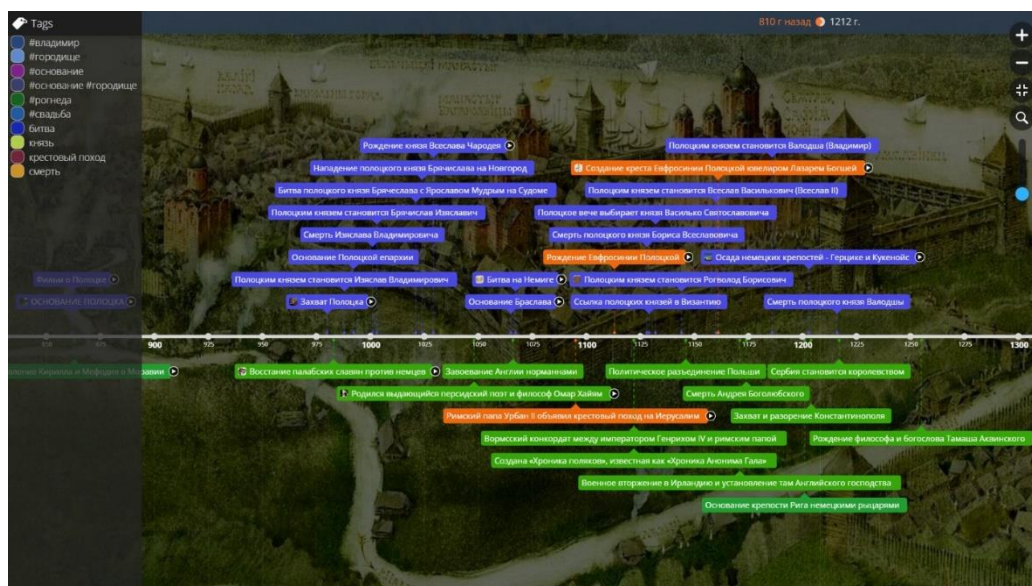 Tags
810 г назад 1212 г.
#владимир
#городище
#основание
#основание #городище
#рогнеда
#свадьба
битва
князь
крестовый поход
смерть
Рождение князя Всеслава Чародея
Полоцким князем становится Валодша (Владимир)
Нападение полоцкого князя Брячислава на Новгород
Создание креста Евфросинии Полоцкой ювелиром Лазарем Богшей
Битва полоцкого князя Брячеслава с Ярославом Мудрым на Судоме
Полоцким князем становится Всеслав Василькович (Всеслав II)
Полоцким князем становится Брячислав Изяславич
Полоцкое вече выбирает князя Василько Святославовича
Смерть Изяслава Владимировича
Смерть полоцкого князя Бориса Всеславовича
Основание Полоцкой епархии
Рождение Евфросинии Полоцкой
Осада немецких крепостей - Герцике и Кукенойс
Фильм о Полоцке
Полоцким князем становится Изяслав Владимирович
Битва на Немиге
Полоцким князем становится Рогволод Борисович
ОСНОВАНИЕ ПОЛОЦКА
Захват Полоцка
Основание Браслава
Ссылка полоцких князей в Византию
Смерть полоцкого князя Валодшы
875 900 925 950 975 1000 1025 1050 1075 1100 1125 1150 1175 1200 1225 1250 1275 1300
Кирилла и Мефодия в Моравии
Восстание палабских славян против немцев
Завоевание Англии норманнами
Политическое разъединение Польши
Сербия становится королевством
Родился выдающийся персидский поэт и философ Омар Хайям
Смерть Андрея Боголюбского
Римский папа Урбан II объявил крестовый поход на Иерусалим
Захват и разорение Константинополя
Вормсский конкордат между императором Генрихом IV и римским папой
Рождение философа и богослова Тамаша Аквинского
Создана «Хроника поляков», известная как «Хроника Анонима Гала»
Военное вторжение в Ирландию и установление там Английского господства
Основание крепости Рига немецкими рыцарями